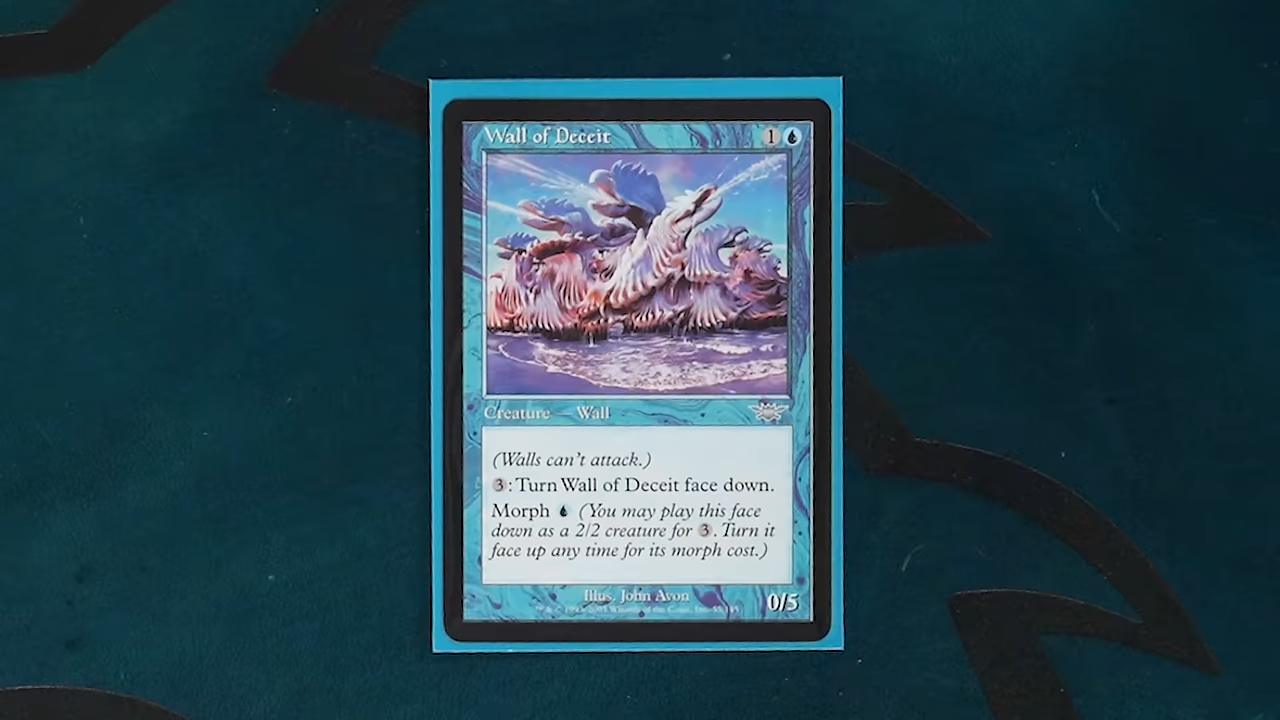 Wall of Deceit 1
Creature — Wall
(Walls can't attack.)
3: Turn Wall of Deceit face down.
Morph (You may play this face
down as a 2/2 creature for 3. Turn it
face up any time for its morph cost.)
Illus. John Avon
0/5